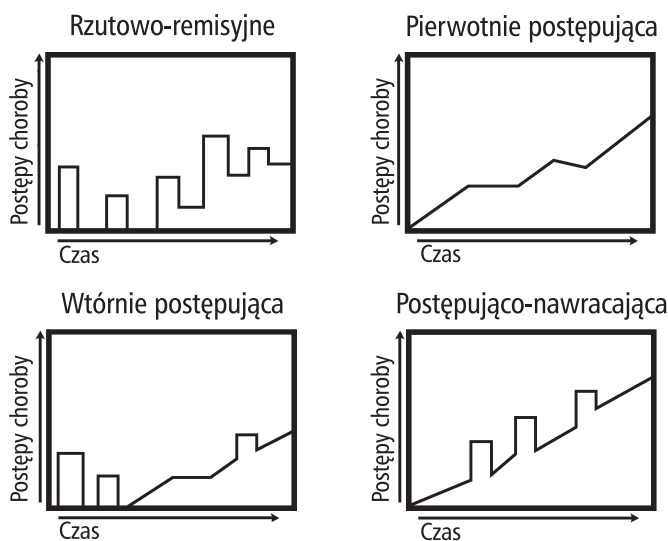 Rzutowo-remisyjne
Postępy choroby
Czas
Pierwotnie postępująca
Postępy choroby
Czas
Wtórnie postępująca
Postępy choroby
Czas
Postępująco-nawracająca
Postępy choroby
Czas